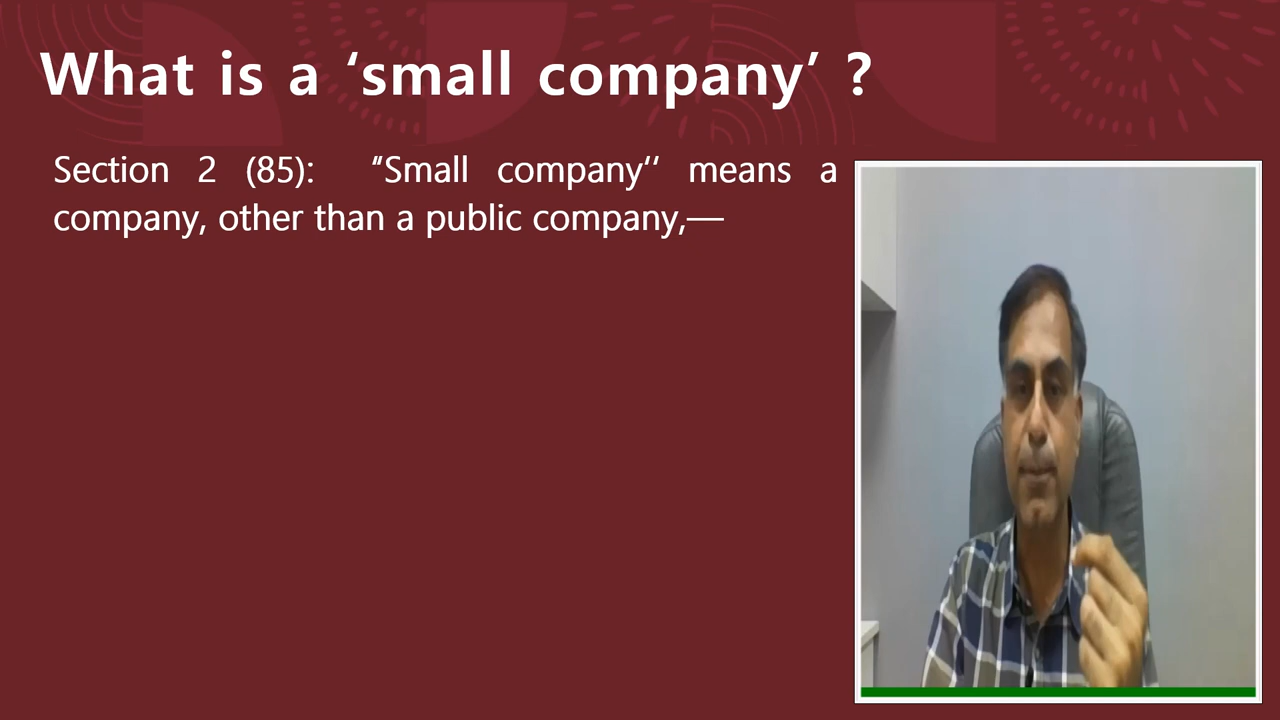 What is a ‘small company’ ?
Section 2 (85): “Small company’’ means a
company, other than a public company,—